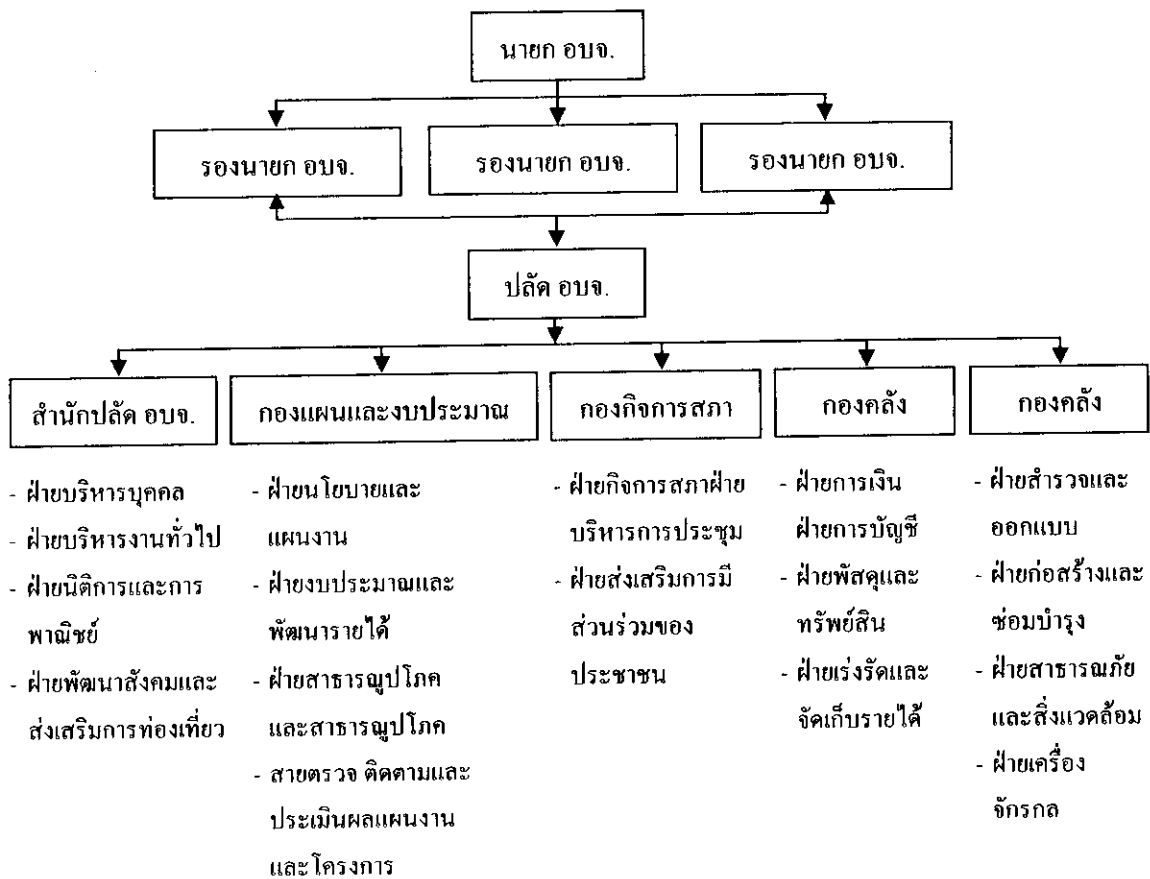 นายก อบจ.
รองนายก อบจ.
รองนายก อบจ.
รองนายก อบจ.
ปลัด อบจ.
สำนักปลัด อบจ.
กองแผนและงบประมาณ
กองกิจการสภา
กองคลัง
กองคลัง
- ฝ่ายบริหารบุคคล
- ฝ่ายบริหารงานทั่วไป
- ฝ่ายนิติการและการ
พาณิชย์
- ฝ่ายพัฒนาสังคมและ
ส่งเสริมการท่องเที่ยว
- ฝ่ายนโยบายและ
แผนงาน
- ฝ่ายงบประมาณและ
พัฒนารายได้
- ฝ่ายสาธารณูปโภค
และสาธารณูปโภค
- สายตรวจ ติดตามและ
ประเมินผลแผนงาน
และโครงการ
- ฝ่ายกิจการสภาฝ่าย
บริหารการประชุม
- ฝ่ายส่งเสริมการมี
ส่วนร่วมของ
ประชาชน
- ฝ่ายการเงิน
ฝ่ายการบัญชี
- ฝ่ายพัสดุและ
ทรัพย์สิน
- ฝ่ายเร่งรัดและ
จัดเก็บรายได้
- ฝ่ายสำรวจและ
ออกแบบ
- ฝ่ายก่อสร้างและ
ซ่อมบำรุง
- ฝ่ายสาธารณภัย
และสิ่งแวดล้อม
- ฝ่ายเครื่อง
จักรกล